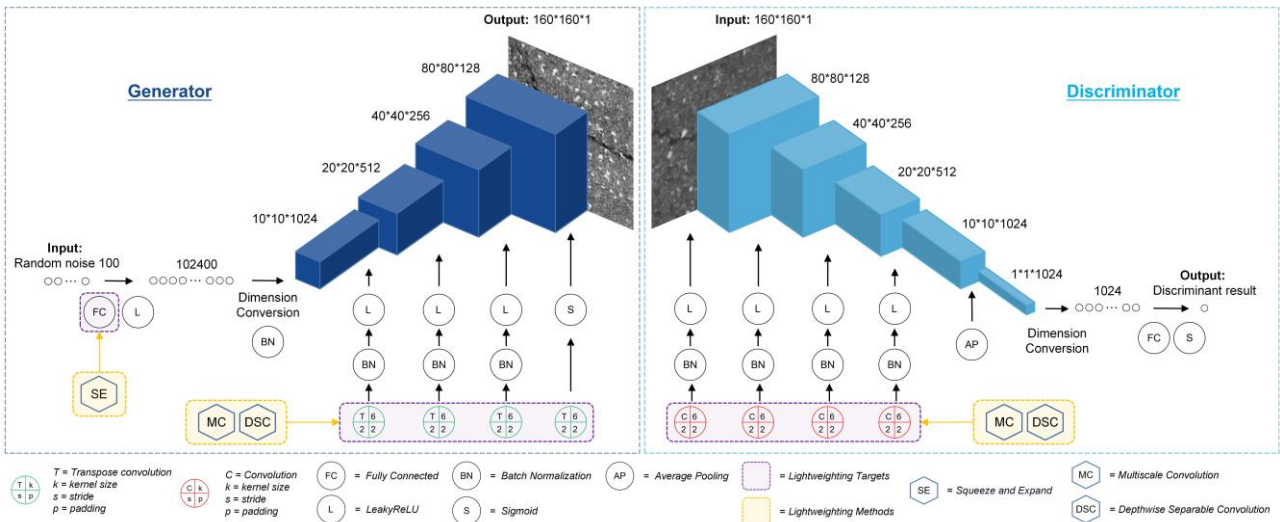 Output: 160*160*1
Input: 160*160*1
Generator
80*80*128
40*40*256
20*20*512
10*10*1024
Input:
Random noise 100
102400
Dimension
Conversion
FC
L
BN
SE
MC
DSC
L
L
L
S
BN
BN
BN
T 6
2 2
T 6
2 2
T 6
2 2
T 6
2 2
Discriminator
80*80*128
40*40*256
20*20*512
10*10*1024
1*1*1024
1024
Output:
Discriminant result
Dimension
Conversion
L
L
L
L
BN
BN
BN
BN
AP
FC
S
C 6
2 2
C 6
2 2
C 6
2 2
C 6
2 2
MC
DSC
T k
s p
T = Transpose convolution
k = kernel size
s = stride
p = padding
C k
s p
C = Convolution
k = kernel size
s = stride
p = padding
FC = Fully Connected
L = LeakyReLU
BN = Batch Normalization
S = Sigmoid
AP = Average Pooling
= Lightweighting Targets
= Lightweighting Methods
SE = Squeeze and Expand
MC = Multiscale Convolution
DSC = Depthwise Separable Convolution